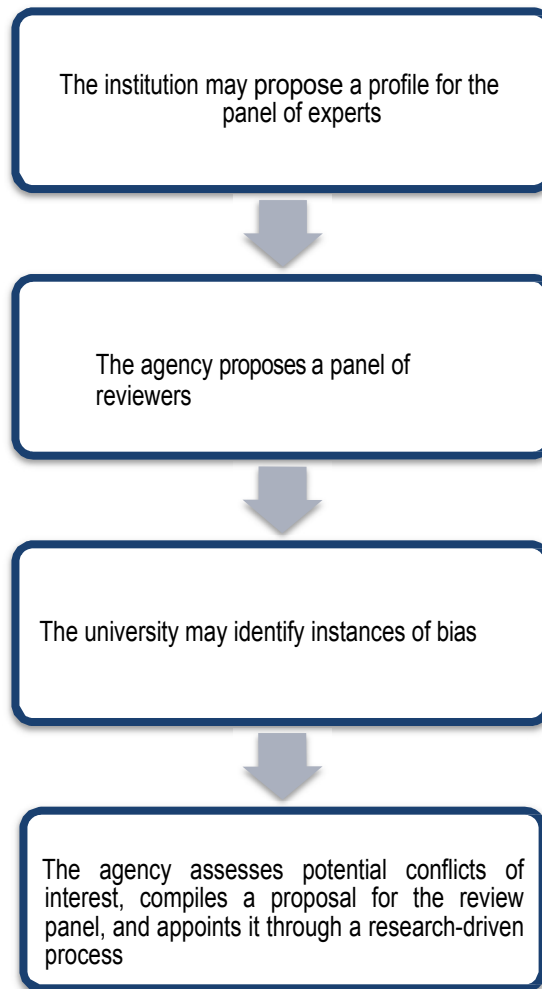 The institution may propose a profile for the
panel of experts
The agency proposes a panel of
reviewers
The university may identify instances of bias
The agency assesses potential conflicts of
interest, compiles a proposal for the review
panel, and appoints it through a research-driven
process